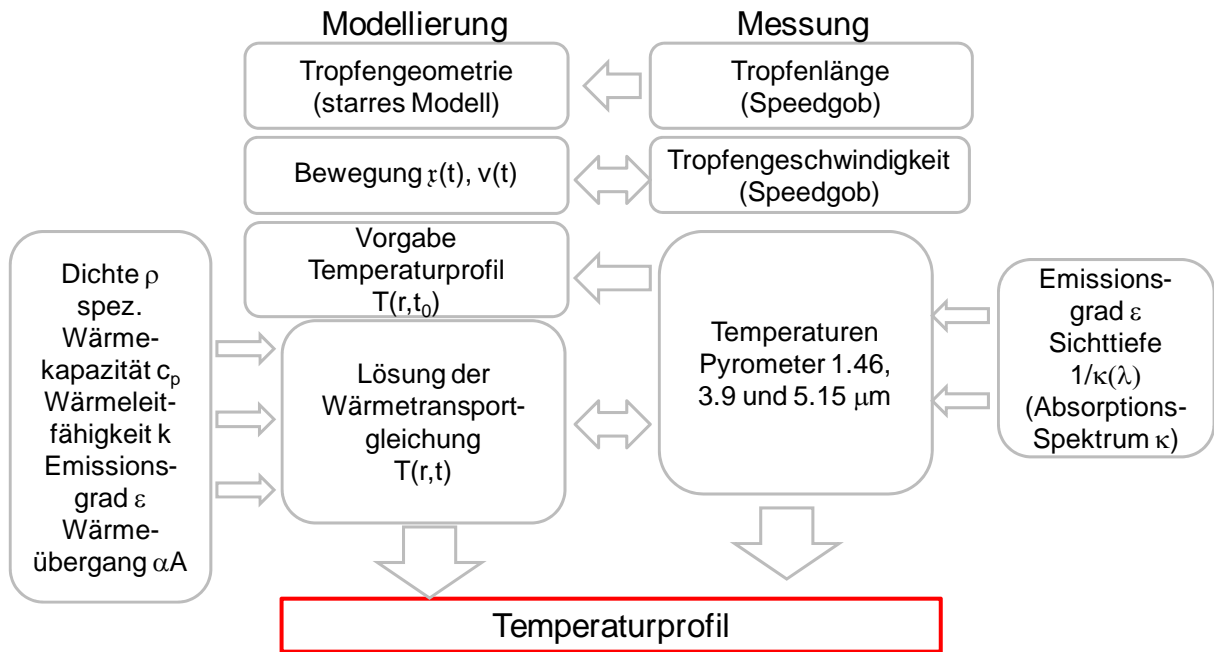 Modellierung
Messung
Tropfengeometrie
(starres Modell)
Tropfenlänge
(Speedgob)
Bewegung 𝔵(t), v(t)
Tropfengeschwindigkeit
(Speedgob)
Vorgabe
Temperaturprofil
T(r,t₀)
Dichte ρ
spez.
Wärme-
kapazität cₚ
Wärmeleit-
fähigkeit k
Emissions-
grad ε
Wärme-
übergang αA
Lösung der
Wärmetransport-
gleichung
T(r,t)
Temperaturen
Pyrometer 1.46,
3.9 und 5.15 μm
Emissions-
grad ε
Sichttiefe
1/κ(λ)
(Absorptions-
Spektrum κ)
Temperaturprofil